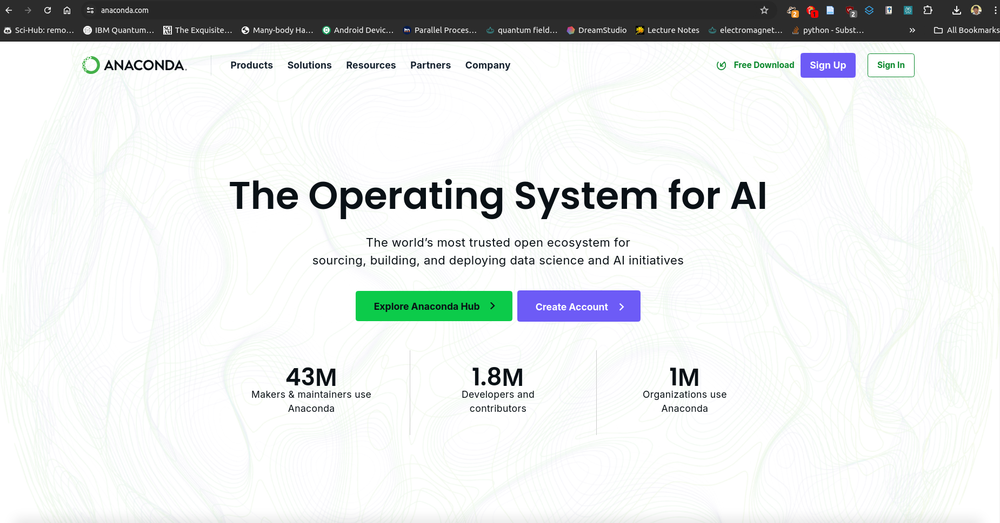 anaconda.com
2 1 2
Sci-Hub: remo... IBM Quantum... The Exquisite... Many-body Ha... Android Devic... Parallel Proces... quantum field... DreamStudio Lecture Notes electromagnet... python - Subst... » All Bookmarks
ANACONDA. Products Solutions Resources Partners Company Free Download Sign Up Sign In
The Operating System for AI
The world’s most trusted open ecosystem for
sourcing, building, and deploying data science and AI initiatives
Explore Anaconda Hub Create Account
43M 1.8M 1M
Makers & maintainers use Developers and Organizations use
Anaconda contributors Anaconda